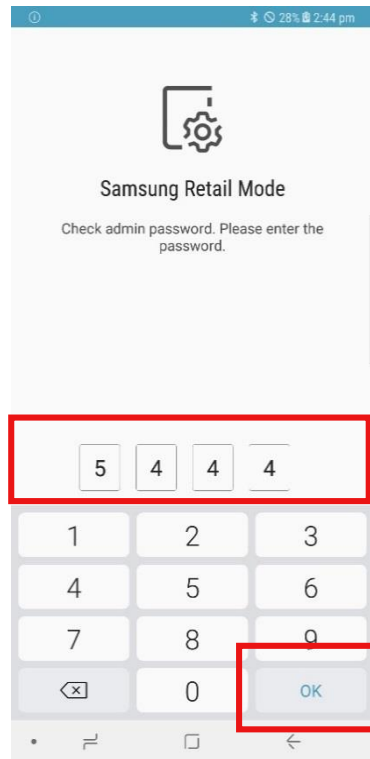 28% 2:44 pm
Samsung Retail Mode
Check admin password. Please enter the
password.
5 4 4 4
1 2 3
4 5 6
7 8 9
0 OK